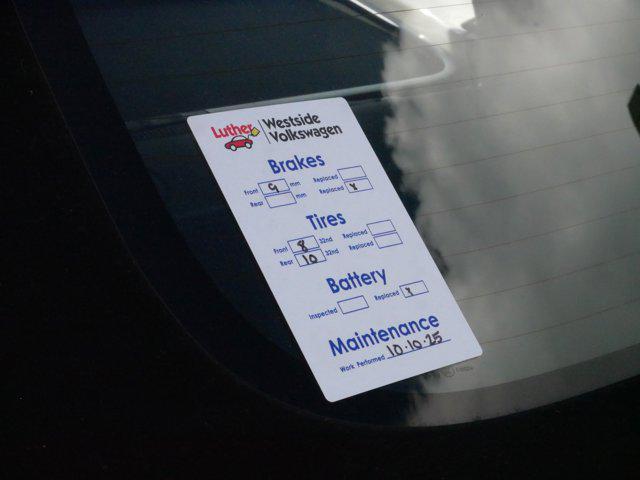 Luther Westside
Volkswagen
Brakes
Front 9 mm Replaced
Rear mm Replaced x
Tires
Front 8 32nd Replaced
Rear 10 32nd Replaced
Battery
Inspected Replaced x
Maintenance
Work Performed 10.10.25